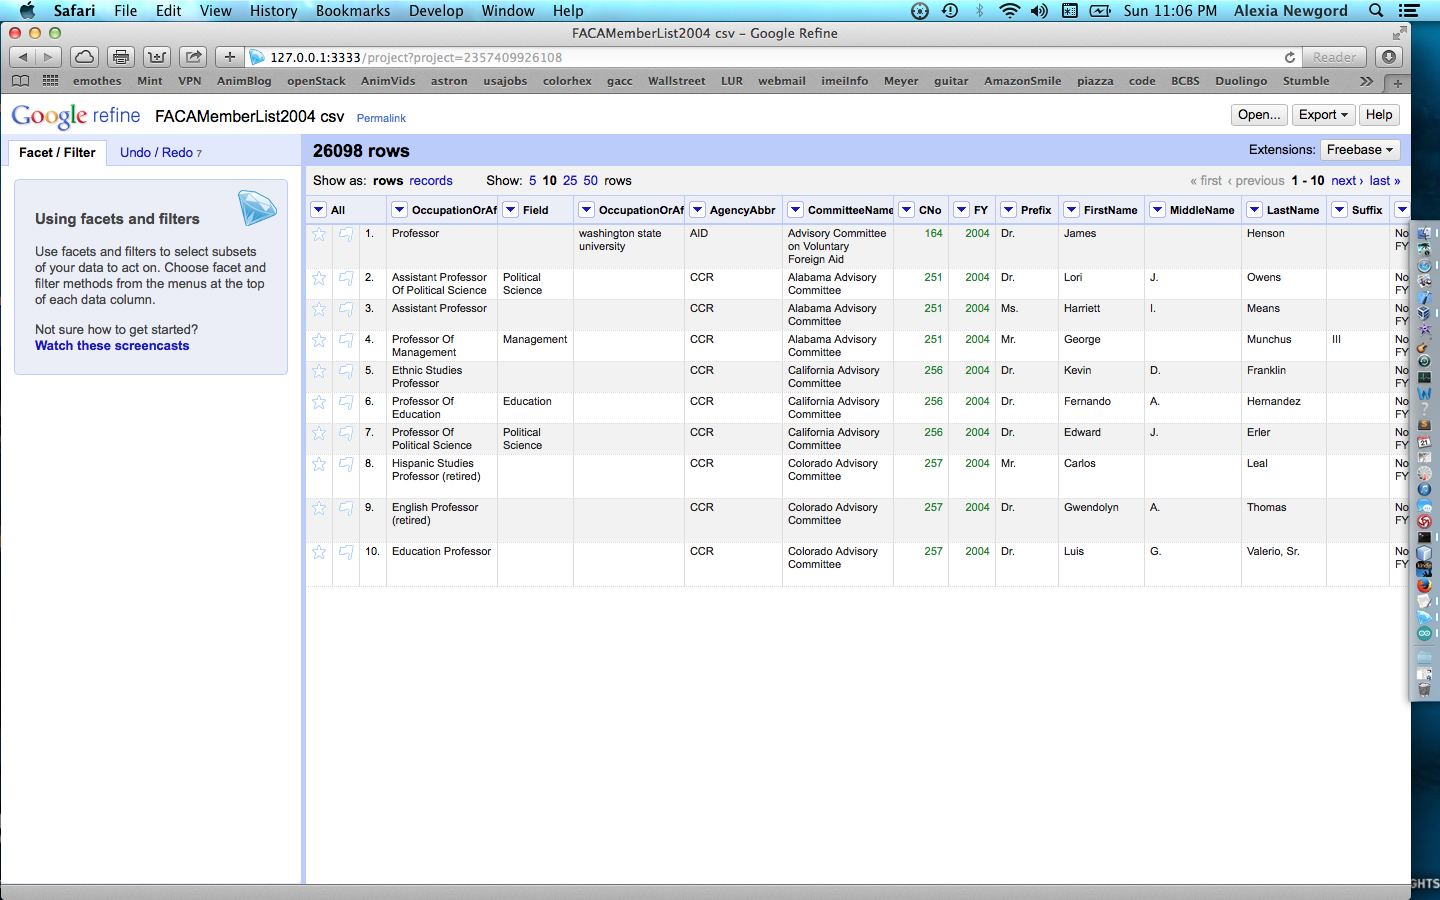 Safari File Edit View History Bookmarks Develop Window Help Sun 11:06 PM Alexia Newgord
FACAMemberList2004 csv – Google Refine
127.0.0.1:3333/project?project=2357409926108 Reader
emothes Mint VPN AnimBlog openStack AnimVids astron usajobs colorhex gacc Wallstreet LUR webmail imeiInfo Meyer guitar AmazonSmile piazza code BCBS Duolingo Stumble
Google refine FACAMemberList2004 csv Permalink Open... Export Help
Facet / Filter Undo / Redo 7
26098 rows Extensions: Freebase
Show as: rows records Show: 5 10 25 50 rows « first ‹ previous 1 - 10 next › last »
Using facets and filters
Use facets and filters to select subsets
of your data to act on. Choose facet and
filter methods from the menus at the top
of each data column.
Not sure how to get started?
Watch these screencasts
All OccupationOrAf Field OccupationOrAf AgencyAbbr CommitteeName CNo FY Prefix FirstName MiddleName LastName Suffix
1. Professor washington state AID Advisory Committee 164 2004 Dr. James Henson No
university on Voluntary FY
Foreign Aid
2. Assistant Professor Political CCR Alabama Advisory 251 2004 Dr. Lori J. Owens No
Of Political Science Science Committee FY
3. Assistant Professor CCR Alabama Advisory 251 2004 Ms. Harriett I. Means No
Committee FY
4. Professor Of Management CCR Alabama Advisory 251 2004 Mr. George Munchus III No
Management Committee FY
5. Ethnic Studies CCR California Advisory 256 2004 Dr. Kevin D. Franklin No
Professor Committee FY
6. Professor Of Education CCR California Advisory 256 2004 Dr. Fernando A. Hernandez No
Education Committee FY
7. Professor Of Political CCR California Advisory 256 2004 Dr. Edward J. Erler No
Political Science Science Committee FY
8. Hispanic Studies CCR Colorado Advisory 257 2004 Mr. Carlos Leal No
Professor (retired) Committee FY
9. English Professor CCR Colorado Advisory 257 2004 Dr. Gwendolyn A. Thomas No
(retired) Committee FY
10. Education Professor CCR Colorado Advisory 257 2004 Dr. Luis G. Valerio, Sr. No
Committee FY
GHTS